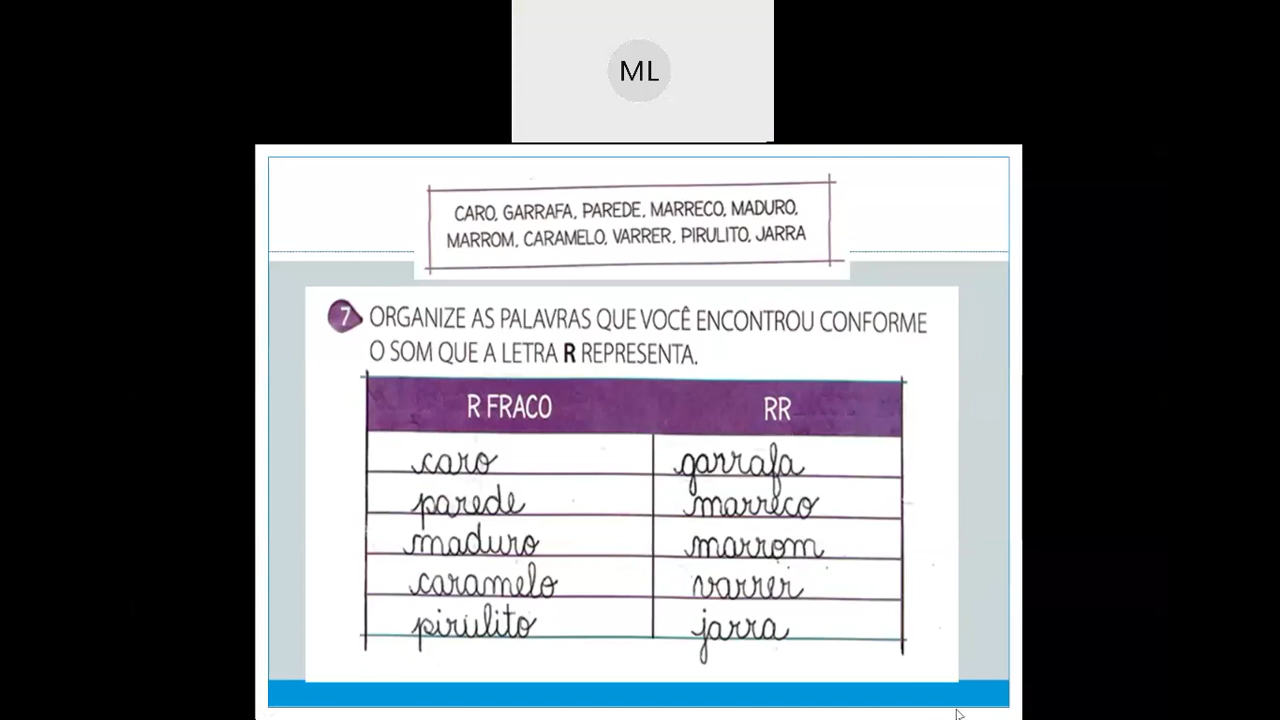 ML
CARO, GARRAFA, PAREDE, MARRECO, MADURO,
MARROM, CARAMELO, VARRER, PIRULITO, JARRA
7 ORGANIZE AS PALAVRAS QUE VOCÊ ENCONTROU CONFORME
O SOM QUE A LETRA R REPRESENTA.
R FRACO RR
caro garrafa
parede marreco
maduro marrom
caramelo varrer
pirulito jarra